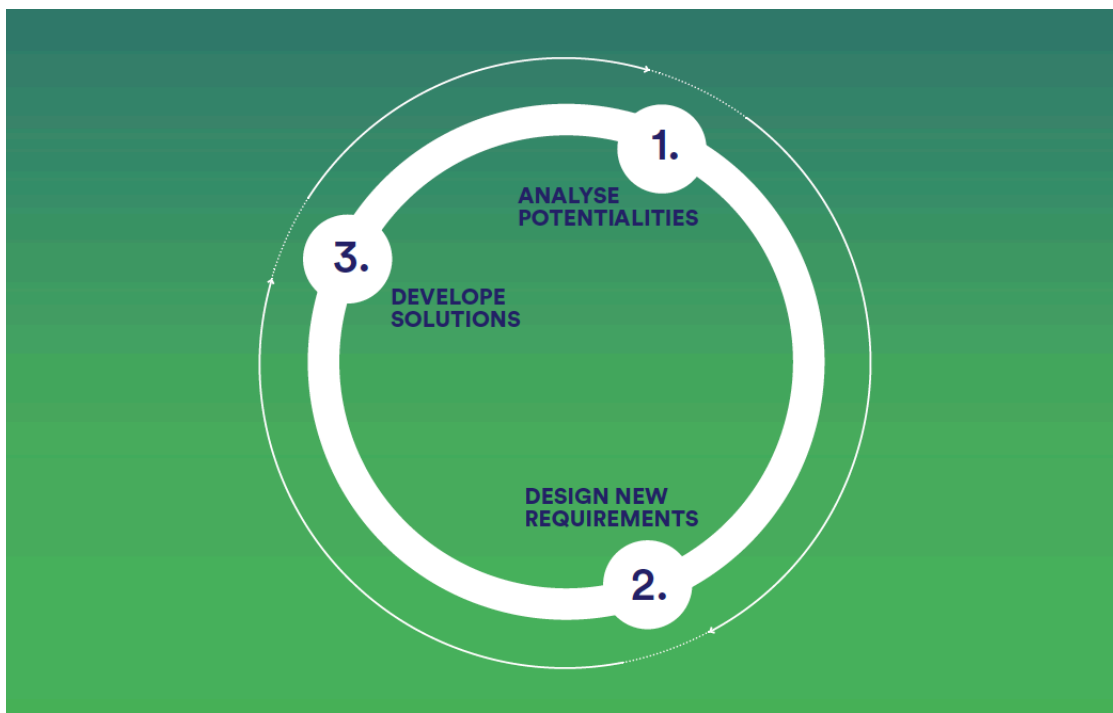 1.
ANALYSE
POTENTIALITIES
3.
DEVELOPE
SOLUTIONS
DESIGN NEW
REQUIREMENTS
2.